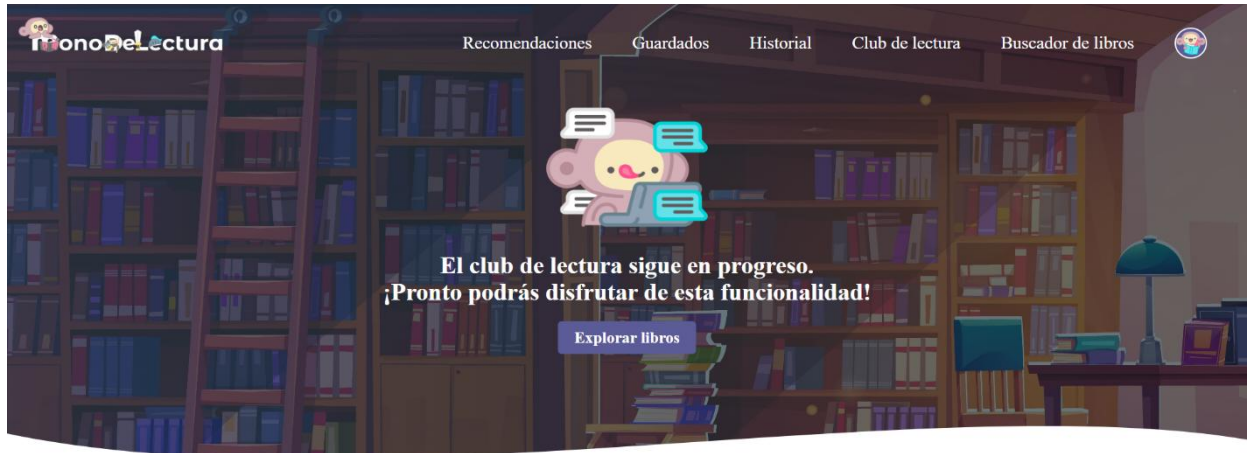 monoDeLectura
Recomendaciones Guardados Historial Club de lectura Buscador de libros
El club de lectura sigue en progreso.
¡Pronto podrás disfrutar de esta funcionalidad!
Explorar libros